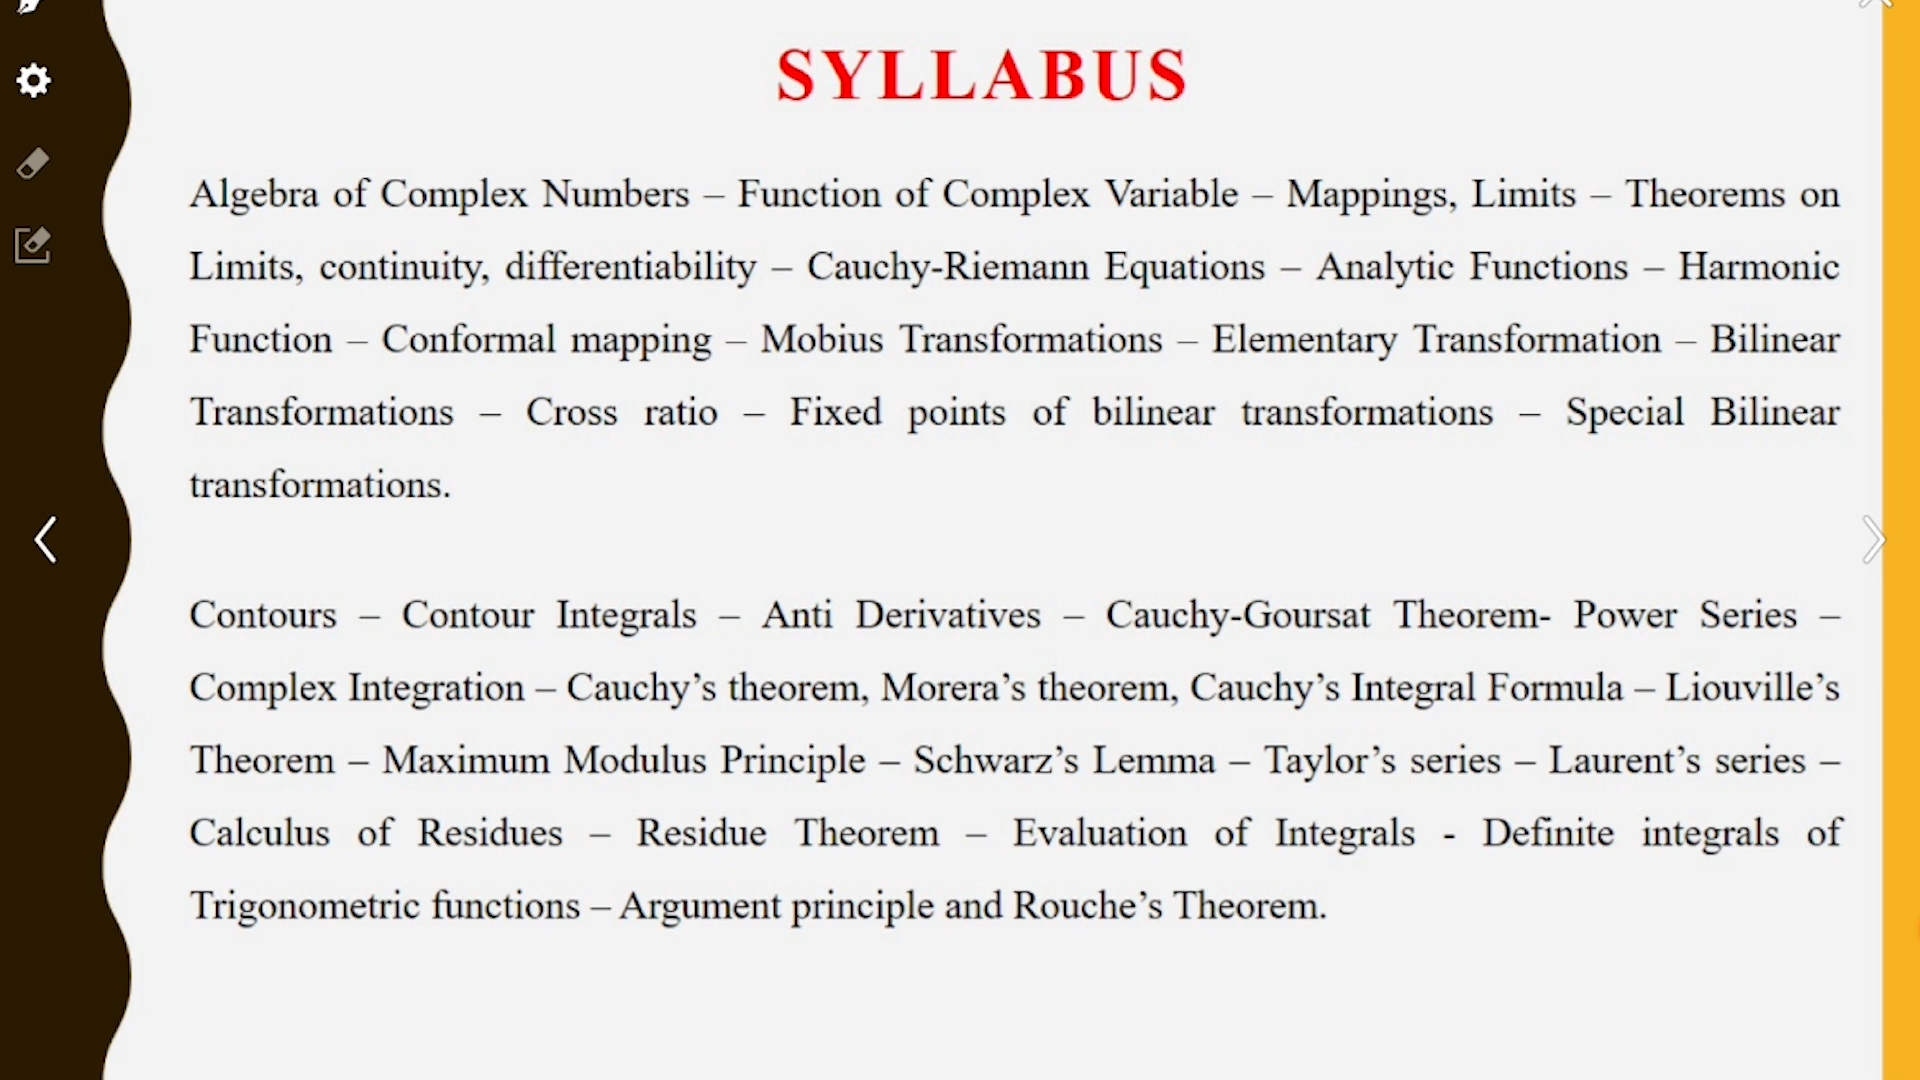 SYLLABUS
Algebra of Complex Numbers – Function of Complex Variable – Mappings, Limits – Theorems on
Limits, continuity, differentiability – Cauchy-Riemann Equations – Analytic Functions – Harmonic
Function – Conformal mapping – Mobius Transformations – Elementary Transformation – Bilinear
Transformations – Cross ratio – Fixed points of bilinear transformations – Special Bilinear
transformations.
Contours – Contour Integrals – Anti Derivatives – Cauchy-Goursat Theorem- Power Series –
Complex Integration – Cauchy’s theorem, Morera’s theorem, Cauchy’s Integral Formula – Liouville’s
Theorem – Maximum Modulus Principle – Schwarz’s Lemma – Taylor’s series – Laurent’s series –
Calculus of Residues – Residue Theorem – Evaluation of Integrals - Definite integrals of
Trigonometric functions – Argument principle and Rouche’s Theorem.